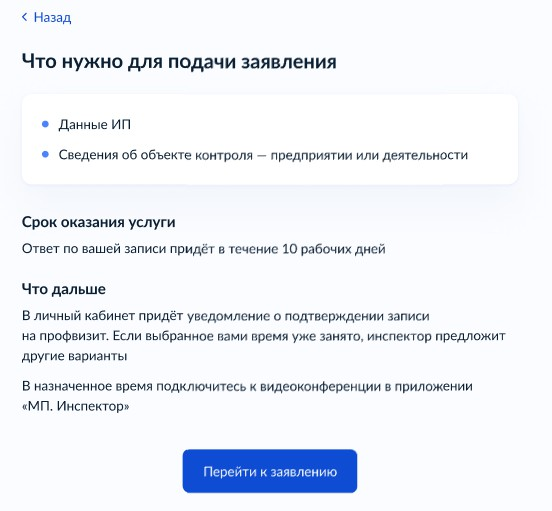 Назад
Что нужно для подачи заявления
Данные ИП
Сведения об объекте контроля — предприятии или деятельности
Срок оказания услуги
Ответ по вашей записи придёт в течение 10 рабочих дней
Что дальше
В личный кабинет придёт уведомление о подтверждении записи
на профвизит. Если выбранное вами время уже занято, инспектор предложит
другие варианты
В назначенное время подключитесь к видеоконференции в приложении
«МП. Инспектор»
Перейти к заявлению